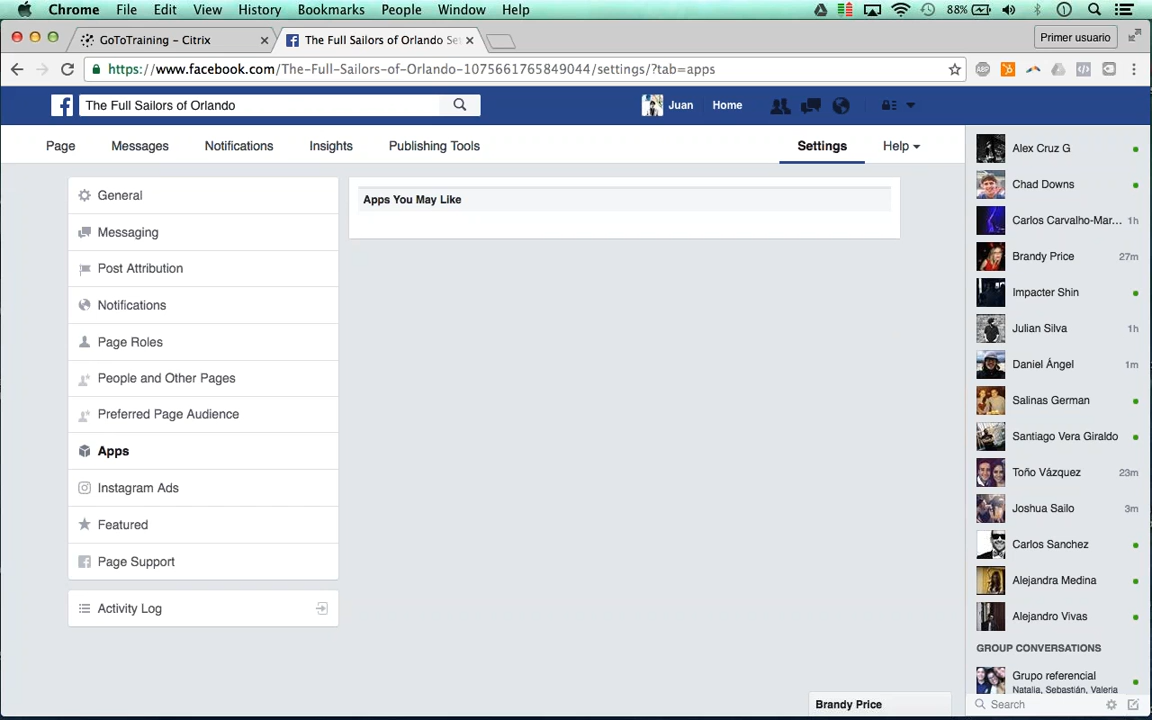 Chrome File Edit View History Bookmarks People Window Help 88%
GoToTraining – Citrix
The Full Sailors of Orlando Set
Primer usuario
https://www.facebook.com/The-Full-Sailors-of-Orlando-1075661765849044/settings/?tab=apps
ABP
The Full Sailors of Orlando
Juan Home
Page Messages Notifications Insights Publishing Tools Settings Help
General
Messaging
Post Attribution
Notifications
Page Roles
People and Other Pages
Preferred Page Audience
Apps
Instagram Ads
Featured
Page Support
Activity Log
Apps You May Like
Alex Cruz G
Chad Downs
Carlos Carvalho-Mar... 1h
Brandy Price 27m
Impacter Shin
Julian Silva 1h
Daniel Ángel 1m
Salinas German
Santiago Vera Giraldo
Toño Vázquez 23m
Joshua Sailo 3m
Carlos Sanchez
Alejandra Medina
Alejandro Vivas
GROUP CONVERSATIONS
Grupo referencial
Natalia, Sebastián, Valeria
Search
Brandy Price